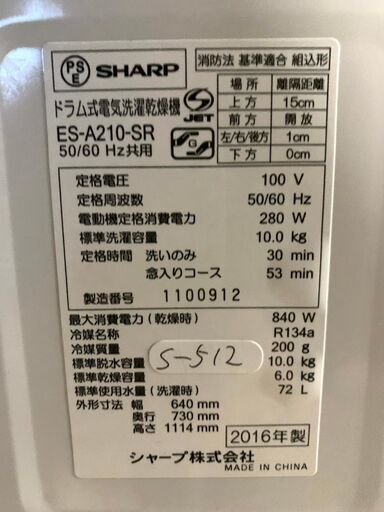 PSE SHARP
ドラム式電気洗濯乾燥機
ES-A210-SR
50/60 Hz共用
JET
消防法 基準適合 組込形
場所 離隔距離
上方 15cm
前方 開放
左/右/後方 1cm
下方 0cm
定格電圧 100 V
定格周波数 50/60 Hz
電動機定格消費電力 280 W
標準洗濯容量 10.0 kg
定格時間 洗いのみ 30 min
念入りコース 53 min
製造番号 1100912
最大消費電力(乾燥時) 840 W
冷媒名称 R134a
冷媒質量 200 g
標準脱水容量 10.0 kg
標準乾燥容量 6.0 kg
標準使用水量(洗濯時) 72 L
外形寸法 幅 640 mm
奥行 730 mm
高さ 1114 mm
S-512
2016年製
シャープ株式会社
MADE IN CHINA